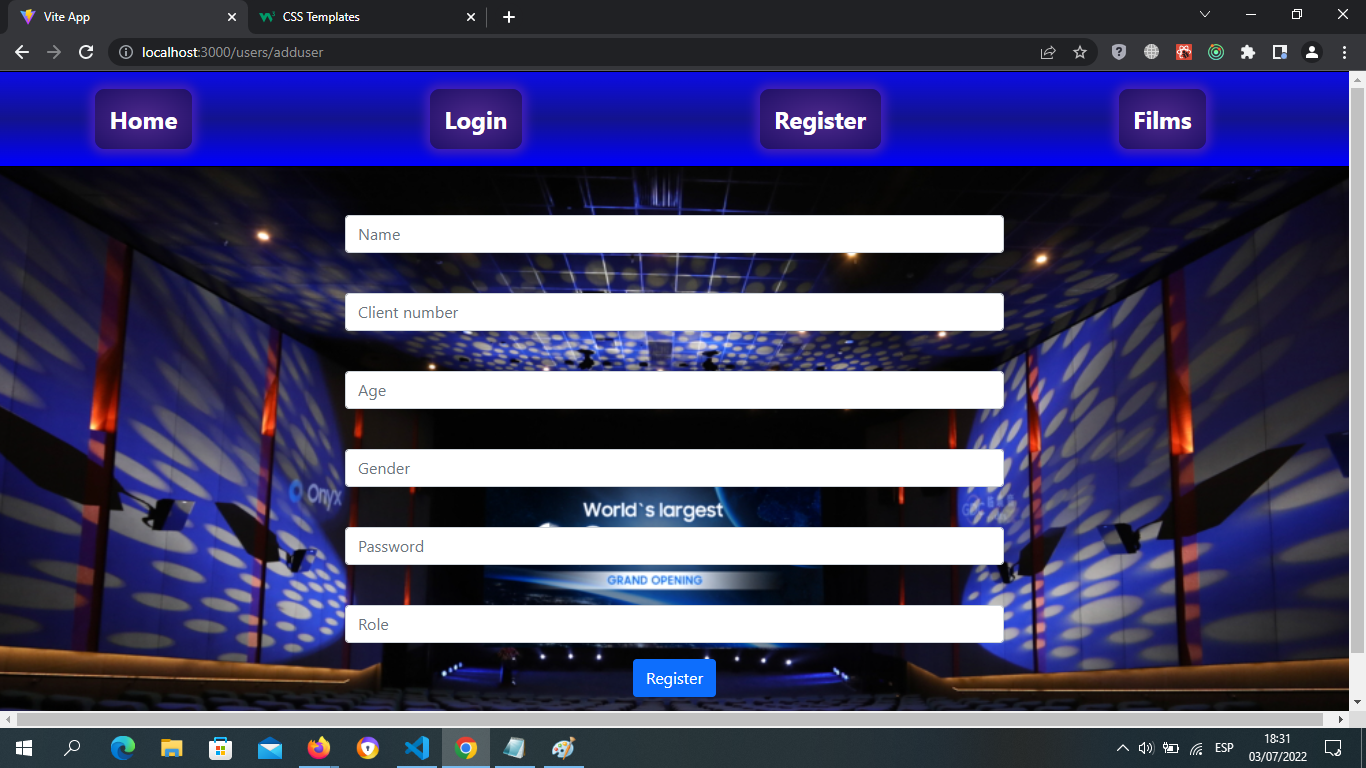 Vite App
CSS Templates
localhost:3000/users/adduser
Home
Login
Register
Films
Name
Client number
Age
Gender
Onyx
World`s largest
Password
GRAND OPENING
Role
Register
ESP
18:31
03/07/2022